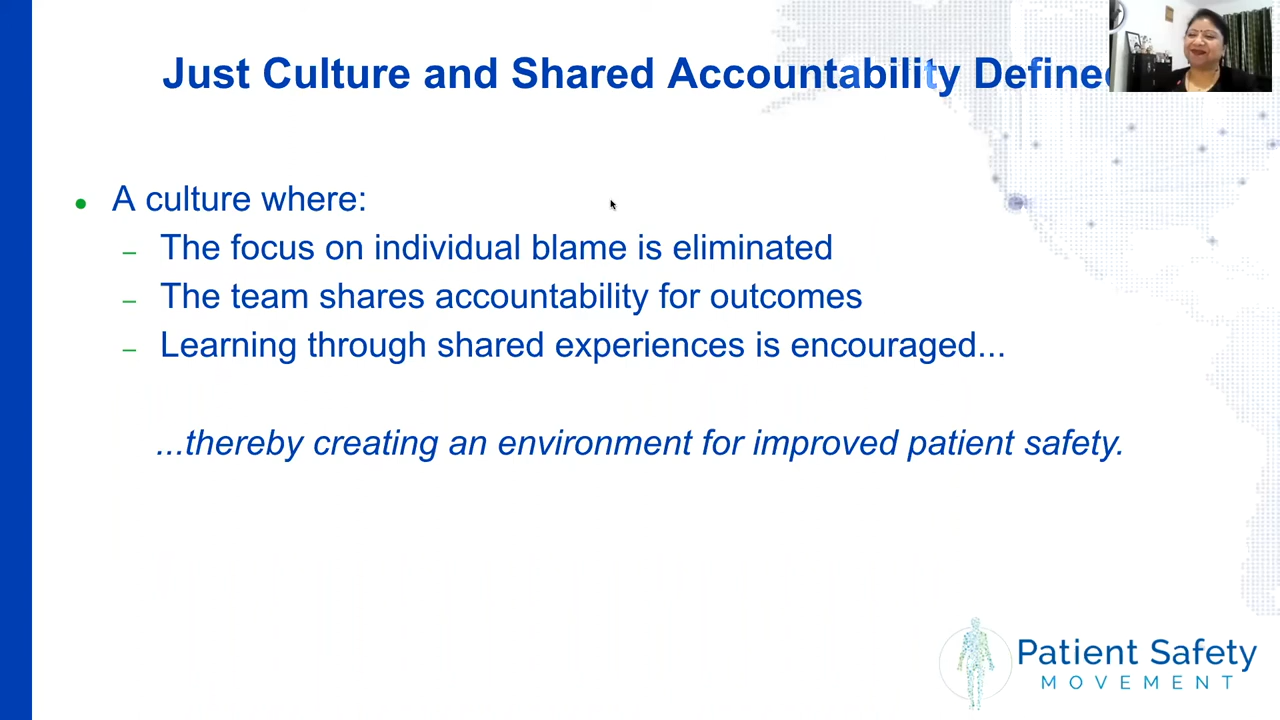 Just Culture and Shared Accountability Defined
• A culture where:
– The focus on individual blame is eliminated
– The team shares accountability for outcomes
– Learning through shared experiences is encouraged...
...thereby creating an environment for improved patient safety.
Patient Safety
MOVEMENT